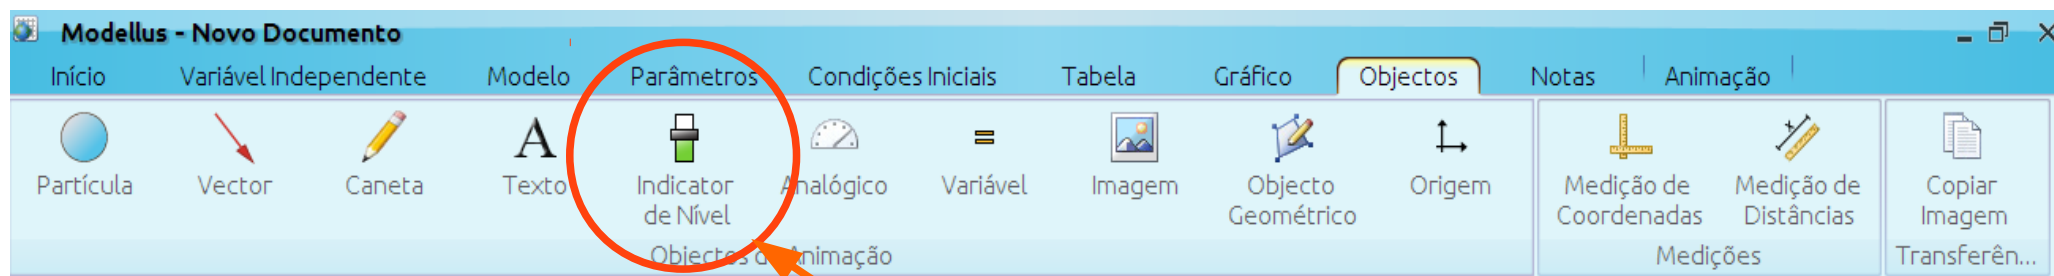 Modellus - Novo Documento
Início Variável Independente Modelo Parâmetros Condições Iniciais Tabela Gráfico Objectos Notas Animação
Partícula Vector Caneta Texto Indicator de Nível Analógico Variável Imagem Objecto Geométrico Origem Medição de Coordenadas Medição de Distâncias Copiar Imagem
Objectos de Animação Medições Transferên...